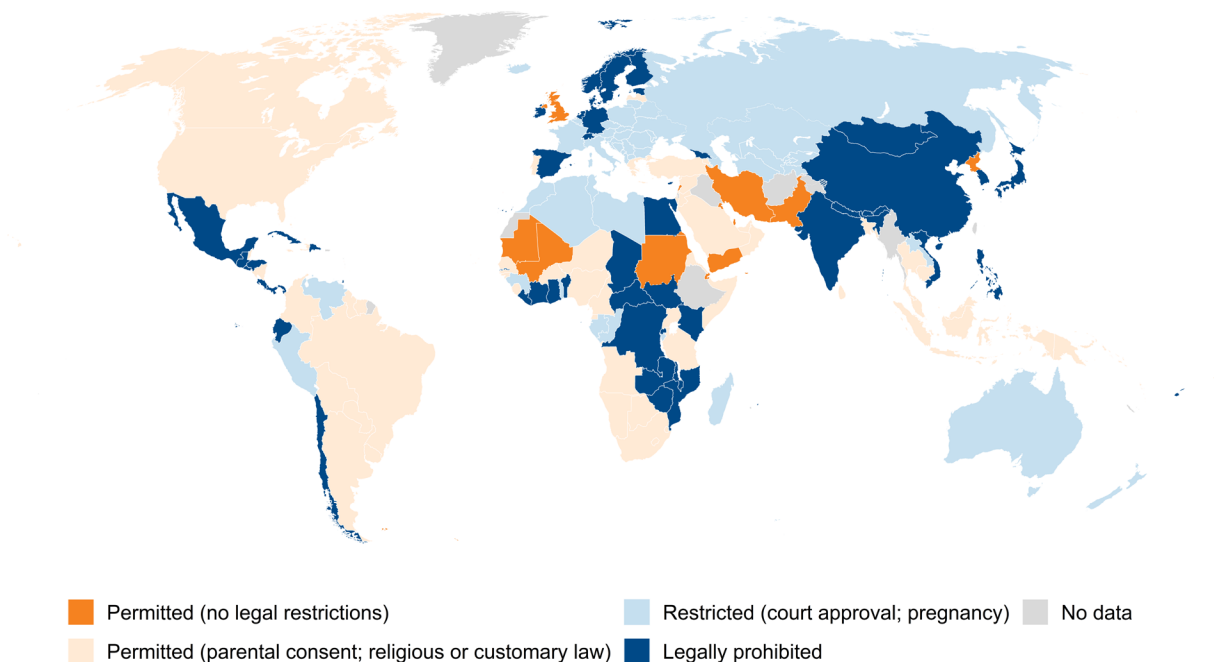 Permitted (no legal restrictions)
Restricted (court approval; pregnancy)
No data
Permitted (parental consent; religious or customary law)
Legally prohibited